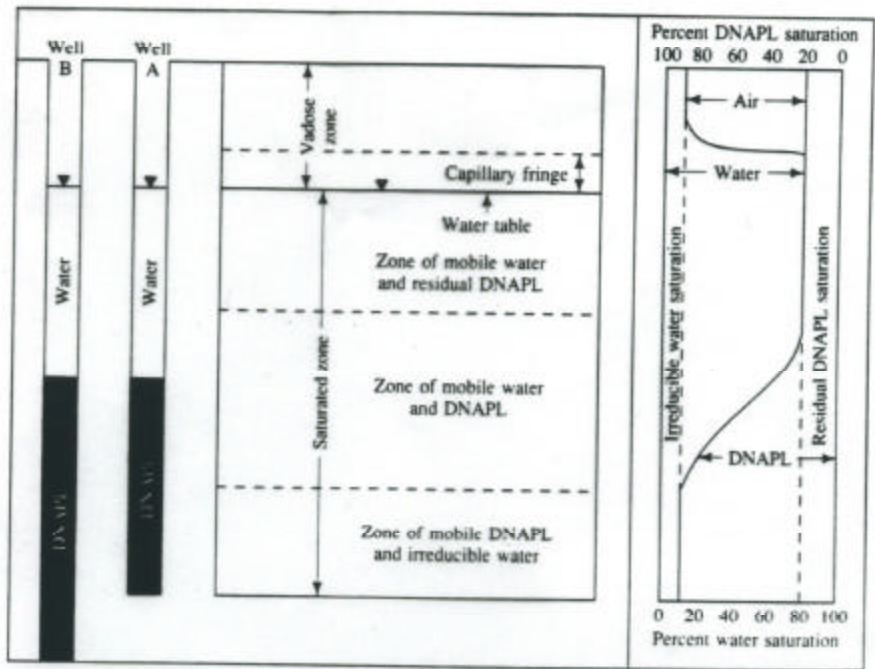 Well
B
Well
A
Water
Water
DNAPL
DNAPL
Vadose
zone
Capillary fringe
Water table
Zone of mobile water
and residual DNAPL
Saturated zone
Zone of mobile water
and DNAPL
Zone of mobile DNAPL
and irreducible water
Percent DNAPL saturation
100 80 60 40 20 0
Air
Water
Irreducible water saturation
Residual DNAPL saturation
DNAPL
0 20 40 60 80 100
Percent water saturation